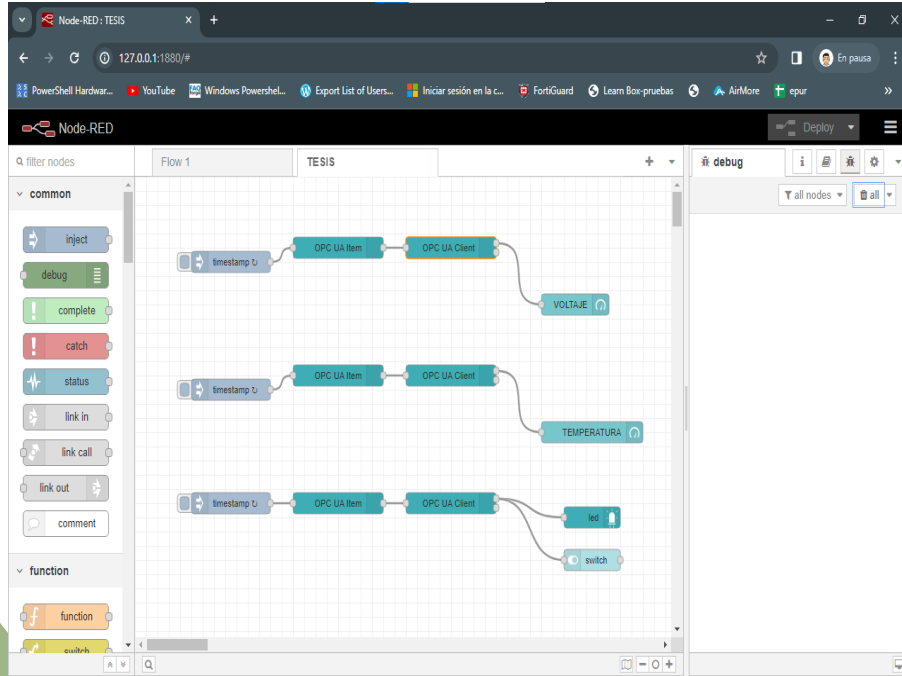 Node-RED : TESIS
127.0.0.1:1880/#
En pausa
PowerShell Hardwar...
YouTube
Windows Powershel...
Export List of Users...
Iniciar sesión en la c...
FortiGuard
Learn Box-pruebas
AirMore
epur
»
Node-RED
Deploy
filter nodes
Flow 1
TESIS
debug
i
common
all nodes
all
inject
debug
complete
catch
status
link in
link call
link out
comment
function
function
switch
timestamp ↻
OPC UA Item
OPC UA Client
VOLTAJE
timestamp ↻
OPC UA Item
OPC UA Client
TEMPERATURA
timestamp ↻
OPC UA Item
OPC UA Client
led
switch